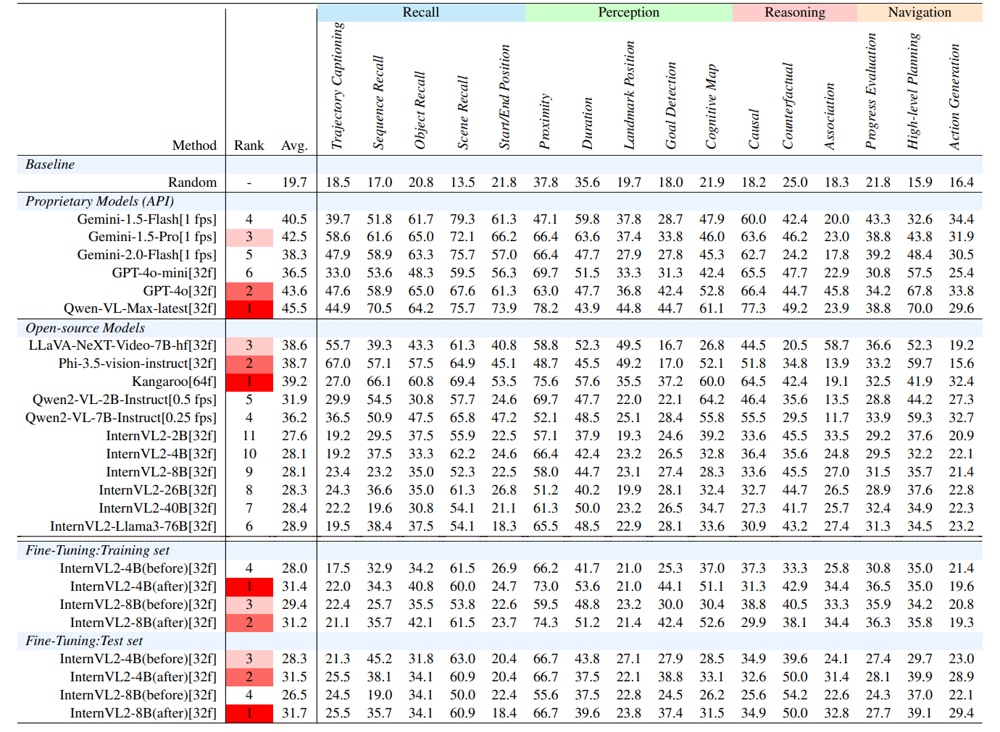 Recall Perception Reasoning Navigation
Method Rank Avg. Trajectory Captioning Sequence Recall Object Recall Scene Recall Start/End Position Proximity Duration Landmark Position Goal Detection Cognitive Map Causal Counterfactual Association Progress Evaluation High-level Planning Action Generation
Baseline
Random - 19.7 18.5 17.0 20.8 13.5 21.8 37.8 35.6 19.7 18.0 21.9 18.2 25.0 18.3 21.8 15.9 16.4
Proprietary Models (API)
Gemini-1.5-Flash[1 fps] 4 40.5 39.7 51.8 61.7 79.3 61.3 47.1 59.8 37.8 28.7 47.9 60.0 42.4 20.0 43.3 32.6 34.4
Gemini-1.5-Pro[1 fps] 3 42.5 58.6 61.6 65.0 72.1 66.2 66.4 63.6 37.4 33.8 46.0 63.6 46.2 23.0 38.8 43.8 31.9
Gemini-2.0-Flash[1 fps] 5 38.3 47.9 58.9 63.3 75.7 57.0 66.4 47.7 27.9 27.8 45.3 62.7 24.2 17.8 39.2 48.4 30.5
GPT-4o-mini[32f] 6 36.5 33.0 53.6 48.3 59.5 56.3 69.7 51.5 33.3 31.3 42.4 65.5 47.7 22.9 30.8 57.5 25.4
GPT-4o[32f] 2 43.6 47.6 58.9 65.0 67.6 61.3 63.0 47.7 36.8 42.4 52.8 66.4 44.7 45.8 34.2 67.8 33.8
Qwen-VL-Max-latest[32f] 1 45.5 44.9 70.5 64.2 75.7 73.9 78.2 43.9 44.8 44.7 61.1 77.3 49.2 23.9 38.8 70.0 29.6
Open-source Models
LLaVA-NeXT-Video-7B-hf[32f] 3 38.6 55.7 39.3 43.3 61.3 40.8 58.8 52.3 49.5 16.7 26.8 44.5 20.5 58.7 36.6 52.3 19.2
Phi-3.5-vision-instruct[32f] 2 38.7 67.0 57.1 57.5 64.9 45.1 48.7 45.5 49.2 17.0 52.1 51.8 34.8 13.9 33.2 59.7 15.6
Kangaroo[64f] 1 39.2 27.0 66.1 60.8 69.4 53.5 75.6 57.6 35.5 37.2 60.0 64.5 42.4 19.1 32.5 41.9 32.4
Qwen2-VL-2B-Instruct[0.5 fps] 5 31.9 29.9 54.5 30.8 57.7 24.6 69.7 47.7 22.0 22.1 64.2 46.4 35.6 13.5 28.8 44.2 27.3
Qwen2-VL-7B-Instruct[0.25 fps] 4 36.2 36.5 50.9 47.5 65.8 47.2 52.1 48.5 25.1 28.4 55.8 55.5 29.5 11.7 33.9 59.3 32.7
InternVL2-2B[32f] 11 27.6 19.2 29.5 37.5 55.9 22.5 57.1 37.9 19.3 24.6 39.2 33.6 45.5 33.5 29.2 37.6 20.9
InternVL2-4B[32f] 10 28.1 19.2 37.5 33.3 62.2 24.6 66.4 42.4 23.2 26.5 32.8 36.4 35.6 24.8 29.5 32.2 22.1
InternVL2-8B[32f] 9 28.1 23.4 23.2 35.0 52.3 22.5 58.0 44.7 23.1 27.4 28.3 33.6 45.5 27.0 31.5 35.7 21.4
InternVL2-26B[32f] 8 28.3 24.3 36.6 35.0 61.3 26.8 51.2 40.2 19.9 28.1 32.4 32.7 44.7 26.5 28.9 37.6 22.8
InternVL2-40B[32f] 7 28.4 22.2 19.6 30.8 54.1 21.1 61.3 50.0 23.2 26.5 34.7 27.3 41.7 25.7 32.4 34.9 22.3
InternVL2-Llama3-76B[32f] 6 28.9 19.5 38.4 37.5 54.1 18.3 65.5 48.5 22.9 28.1 33.6 30.9 43.2 27.4 31.3 34.5 23.2
Fine-Tuning:Training set
InternVL2-4B(before)[32f] 4 28.0 17.5 32.9 34.2 61.5 26.9 66.2 41.7 21.0 25.3 37.0 37.3 33.3 25.8 30.8 35.0 21.4
InternVL2-4B(after)[32f] 1 31.4 22.0 34.3 40.8 60.0 24.7 73.0 53.6 21.0 44.1 51.1 31.3 42.9 34.4 36.5 35.0 19.6
InternVL2-8B(before)[32f] 3 29.4 22.4 25.7 35.5 53.8 22.6 59.5 48.8 23.2 30.0 30.4 38.8 40.5 33.3 35.9 34.2 20.8
InternVL2-8B(after)[32f] 2 31.2 21.1 35.7 42.1 61.5 23.7 74.3 51.2 21.4 42.4 52.6 29.9 38.1 34.4 36.3 35.8 19.3
Fine-Tuning:Test set
InternVL2-4B(before)[32f] 3 28.3 21.3 45.2 31.8 63.0 20.4 66.7 43.8 27.1 27.9 28.5 34.9 39.6 24.1 27.4 29.7 23.0
InternVL2-4B(after)[32f] 2 31.5 25.5 38.1 34.1 60.9 20.4 66.7 37.5 22.1 38.8 33.1 32.6 50.0 31.4 28.1 39.9 28.9
InternVL2-8B(before)[32f] 4 26.5 24.5 19.0 34.1 50.0 22.4 55.6 37.5 22.8 24.5 26.2 25.6 54.2 22.6 24.3 37.0 22.1
InternVL2-8B(after)[32f] 1 31.7 25.5 35.7 34.1 60.9 18.4 66.7 39.6 23.8 37.4 31.5 34.9 50.0 32.8 27.7 39.1 29.4